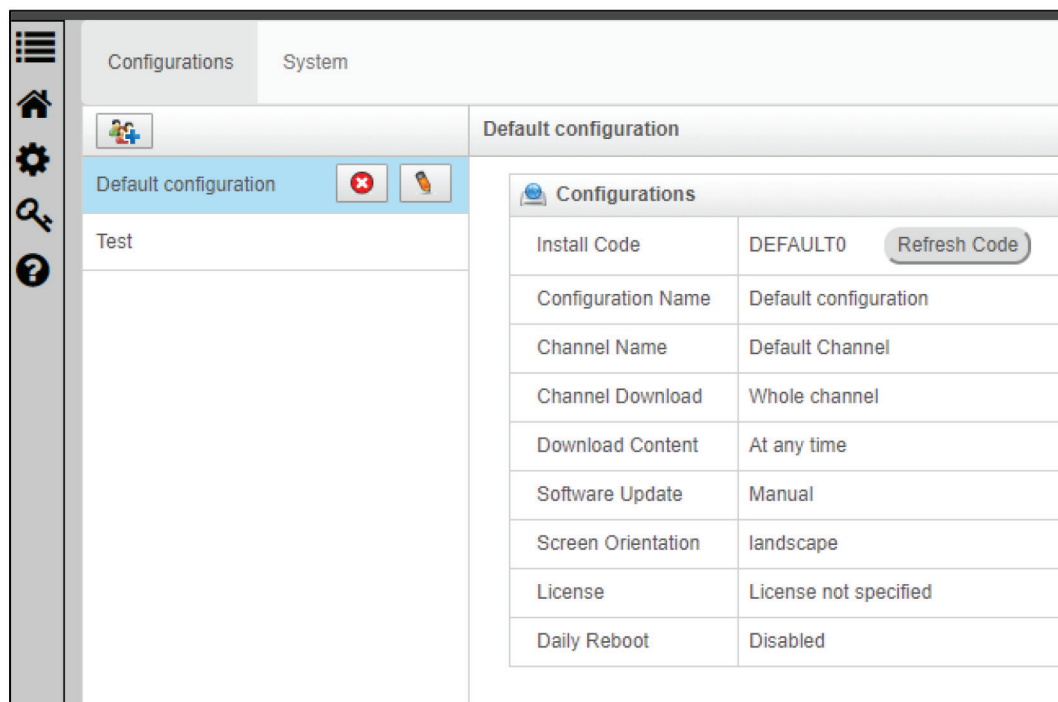 Configurations System
Default configuration
Default configuration
Test
Configurations
Install Code DEFAULT0 Refresh Code
Configuration Name Default configuration
Channel Name Default Channel
Channel Download Whole channel
Download Content At any time
Software Update Manual
Screen Orientation landscape
License License not specified
Daily Reboot Disabled